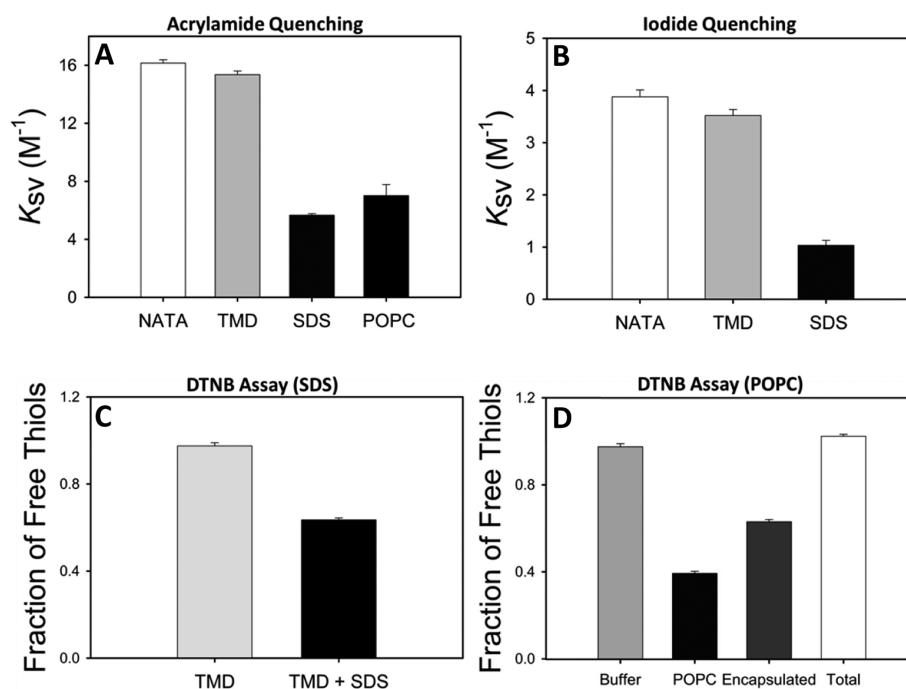 Acrylamide Quenching
A
16
12
8
4
0
Ksv (M⁻¹)
NATA TMD SDS POPC
Iodide Quenching
B
5
4
3
2
1
0
Ksv (M⁻¹)
NATA TMD SDS
DTNB Assay (SDS)
C
1.2
0.8
0.4
0.0
Fraction of Free Thiols
TMD TMD + SDS
DTNB Assay (POPC)
D
1.2
0.8
0.4
0.0
Fraction of Free Thiols
Buffer POPC Encapsulated Total